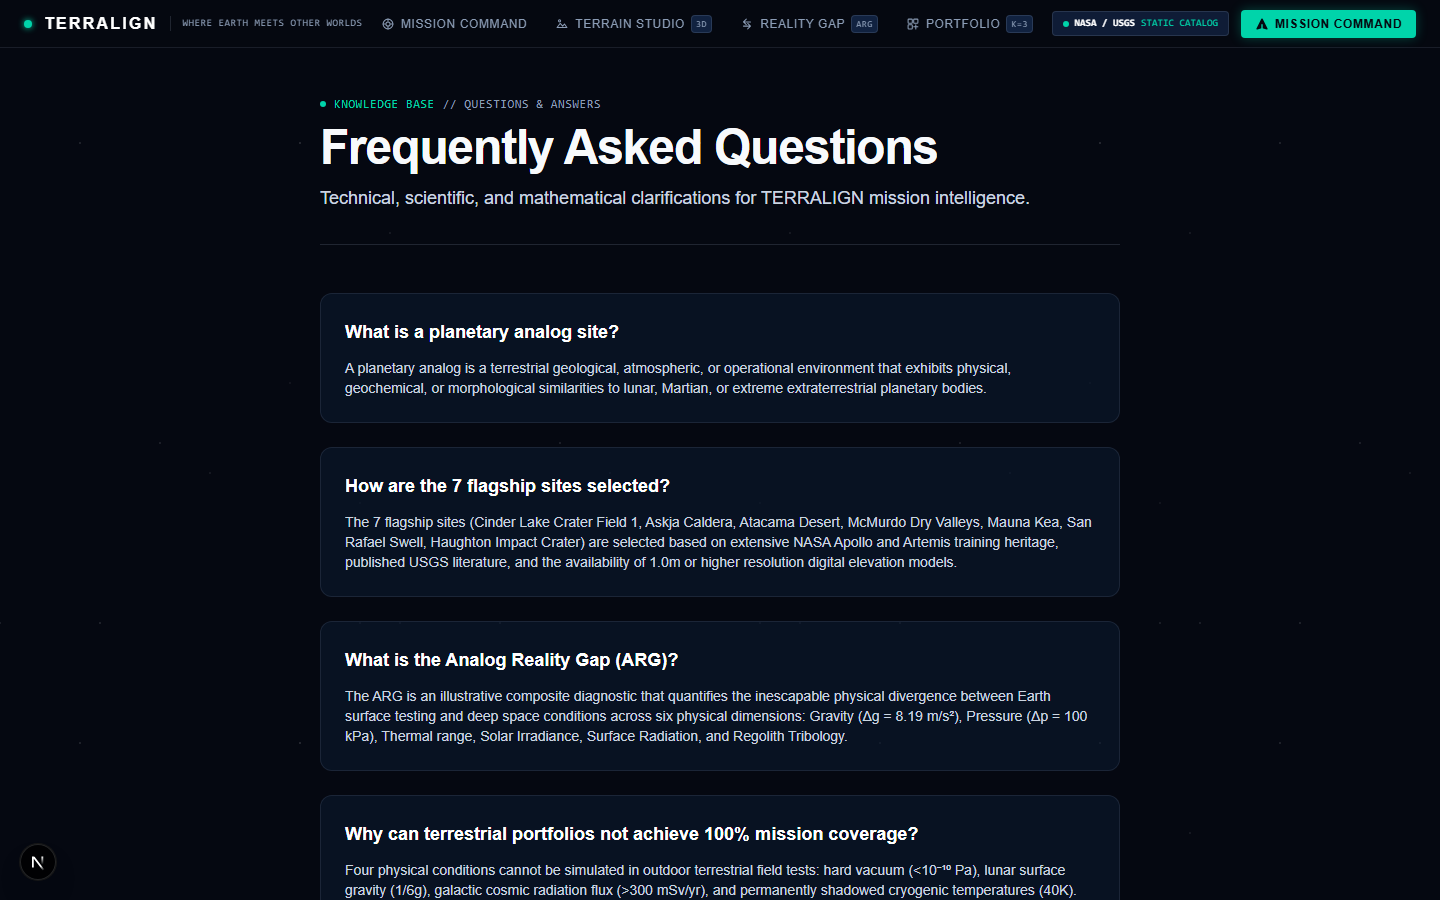 TERRALIGN
WHERE EARTH MEETS OTHER WORLDS
MISSION COMMAND
TERRAIN STUDIO 3D
REALITY GAP ARG
PORTFOLIO K=3
NASA / USGS STATIC CATALOG
MISSION COMMAND
KNOWLEDGE BASE // QUESTIONS & ANSWERS
Frequently Asked Questions
Technical, scientific, and mathematical clarifications for TERRALIGN mission intelligence.
What is a planetary analog site?
A planetary analog is a terrestrial geological, atmospheric, or operational environment that exhibits physical,
geochemical, or morphological similarities to lunar, Martian, or extreme extraterrestrial planetary bodies.
How are the 7 flagship sites selected?
The 7 flagship sites (Cinder Lake Crater Field 1, Askja Caldera, Atacama Desert, McMurdo Dry Valleys, Mauna Kea, San
Rafael Swell, Haughton Impact Crater) are selected based on extensive NASA Apollo and Artemis training heritage,
published USGS literature, and the availability of 1.0m or higher resolution digital elevation models.
What is the Analog Reality Gap (ARG)?
The ARG is an illustrative composite diagnostic that quantifies the inescapable physical divergence between Earth
surface testing and deep space conditions across six physical dimensions: Gravity (Δg = 8.19 m/s²), Pressure (Δp = 100
kPa), Thermal range, Solar Irradiance, Surface Radiation, and Regolith Tribology.
Why can terrestrial portfolios not achieve 100% mission coverage?
Four physical conditions cannot be simulated in outdoor terrestrial field tests: hard vacuum (<10⁻¹⁰ Pa), lunar surface
gravity (1/6g), galactic cosmic radiation flux (>300 mSv/yr), and permanently shadowed cryogenic temperatures (40K).
N